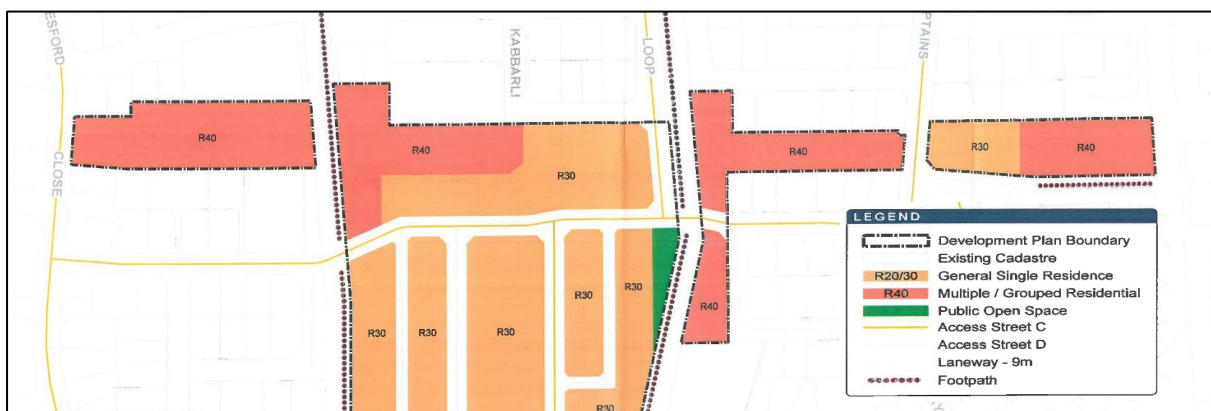 ESFORD
CLOSE
KABBARLI
LOOP
PTAINS
R40
R40
R30
R40
R30
R40
R30
R30
R30
R30
R30
R40
R30
LEGEND
Development Plan Boundary
Existing Cadastre
R20/30 General Single Residence
R40 Multiple / Grouped Residential
Public Open Space
Access Street C
Access Street D
Laneway - 9m
Footpath